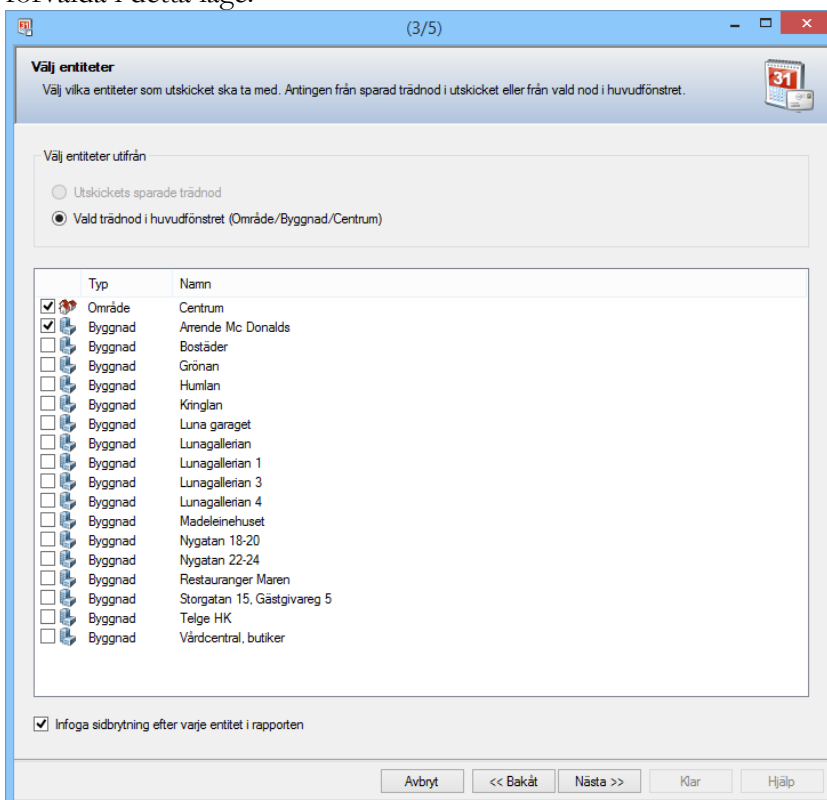 förvalda i detta läge.
31
(3/5)
Välj entiteter
Välj vilka entiteter som utskicket ska ta med. Antingen från sparad trädnod i utskicket eller från vald nod i huvudfönstret.
31
Välj entiteter utifrån
Utskickets sparade trädnod
Vald trädnod i huvudfönstret (Område/Byggnad/Centrum)
Typ Namn
Område Centrum
Byggnad Arrende Mc Donalds
Byggnad Bostäder
Byggnad Grönan
Byggnad Humlan
Byggnad Kringlan
Byggnad Luna garaget
Byggnad Lunagallerian
Byggnad Lunagallerian 1
Byggnad Lunagallerian 3
Byggnad Lunagallerian 4
Byggnad Madeleinehuset
Byggnad Nygatan 18-20
Byggnad Nygatan 22-24
Byggnad Restauranger Maren
Byggnad Storgatan 15, Gästgivareg 5
Byggnad Telge HK
Byggnad Vårdcentral, butiker
Infoga sidbrytning efter varje entitet i rapporten
Avbryt << Bakåt Nästa >> Klar Hjälp